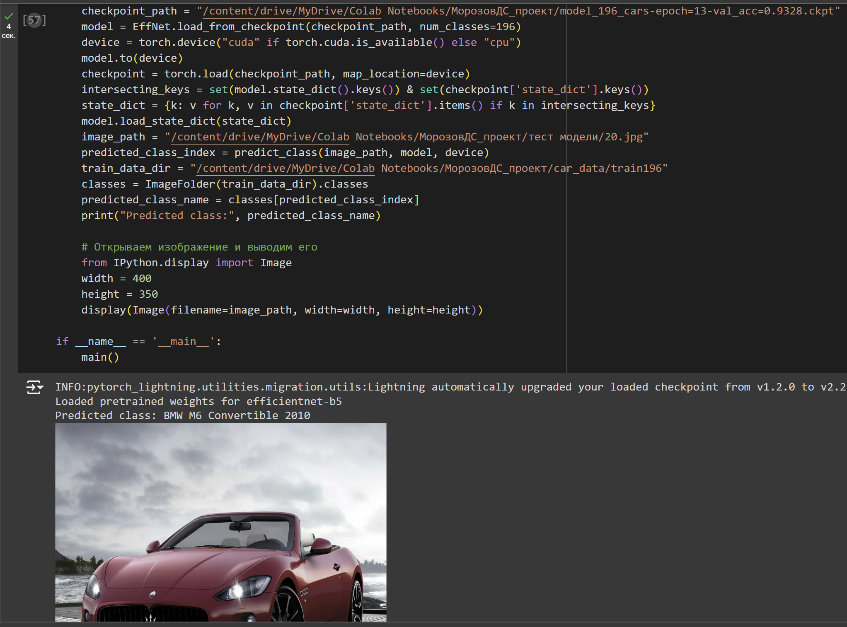 checkpoint_path = "/content/drive/MyDrive/Colab Notebooks/МорозовДС_проект/model_196_cars-epoch=13-val_acc=0.9328.ckpt"
4
сек.
[57]
model = EffNet.load_from_checkpoint(checkpoint_path, num_classes=196)
device = torch.device("cuda" if torch.cuda.is_available() else "cpu")
model.to(device)
checkpoint = torch.load(checkpoint_path, map_location=device)
intersecting_keys = set(model.state_dict().keys()) & set(checkpoint['state_dict'].keys())
state_dict = {k: v for k, v in checkpoint['state_dict'].items() if k in intersecting_keys}
model.load_state_dict(state_dict)
image_path = "/content/drive/MyDrive/Colab Notebooks/МорозовДС_проект/тест модели/20.jpg"
predicted_class_index = predict_class(image_path, model, device)
train_data_dir = "/content/drive/MyDrive/Colab Notebooks/МорозовДС_проект/car_data/train196"
classes = ImageFolder(train_data_dir).classes
predicted_class_name = classes[predicted_class_index]
print("Predicted class:", predicted_class_name)
# Открываем изображение и выводим его
from IPython.display import Image
width = 400
height = 350
display(Image(filename=image_path, width=width, height=height))
if __name__ == '__main__':
main()
INFO:pytorch_lightning.utilities.migration.utils:Lightning automatically upgraded your loaded checkpoint from v1.2.0 to v2.2
Loaded pretrained weights for efficientnet-b5
Predicted class: BMW M6 Convertible 2010